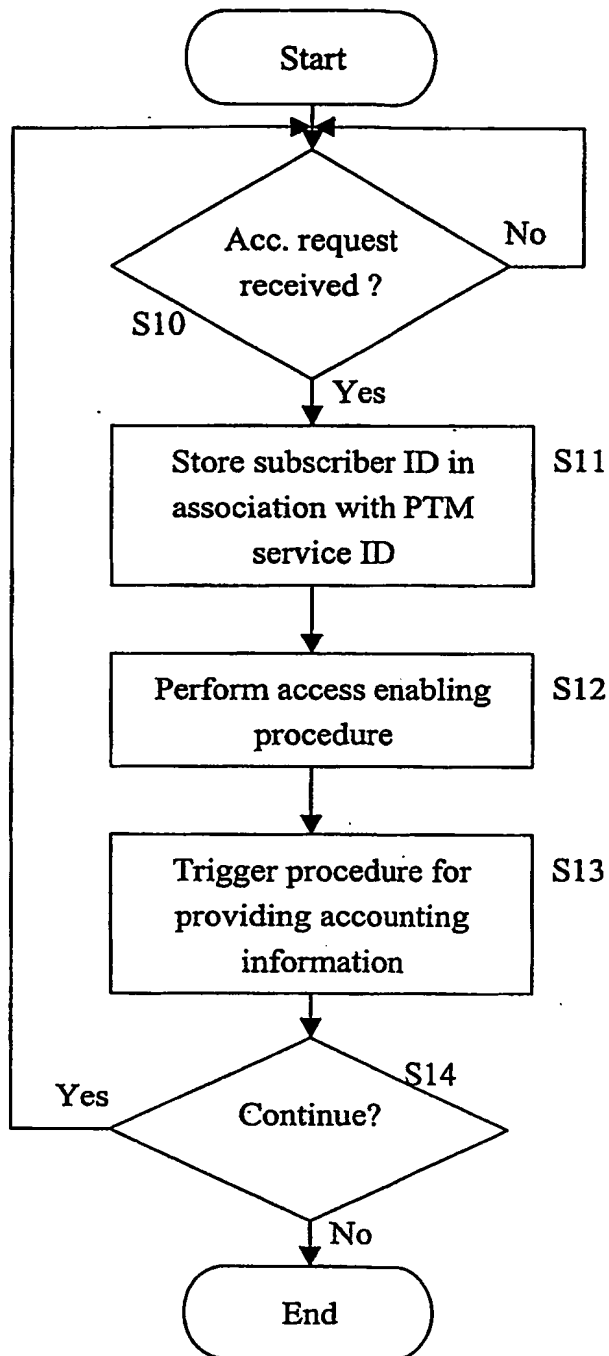 Start
Acc. request
received ?
No
S10
Yes
Store subscriber ID in
association with PTM
service ID
S11
Perform access enabling
procedure
S12
Trigger procedure for
providing accounting
information
S13
S14
Yes
Continue?
No
End